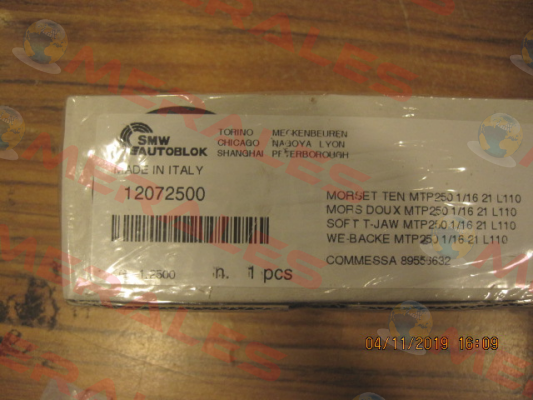 SMW
AUTOBLOK
TORINO MECKENBEUREN
CHICAGO NAGOYA LYON
SHANGHAI PETERBOROUGH
MADE IN ITALY
12072500
MORSET TEN MTP250 1/16 21 L110
MORS DOUX MTP250 1/16 21 L110
SOFT T-JAW MTP250 1/16 21 L110
WE-BACKE MTP250 1/16 21 L110
n. 1 pcs
COMMESSA
04/11/2019 16:09
MERALES